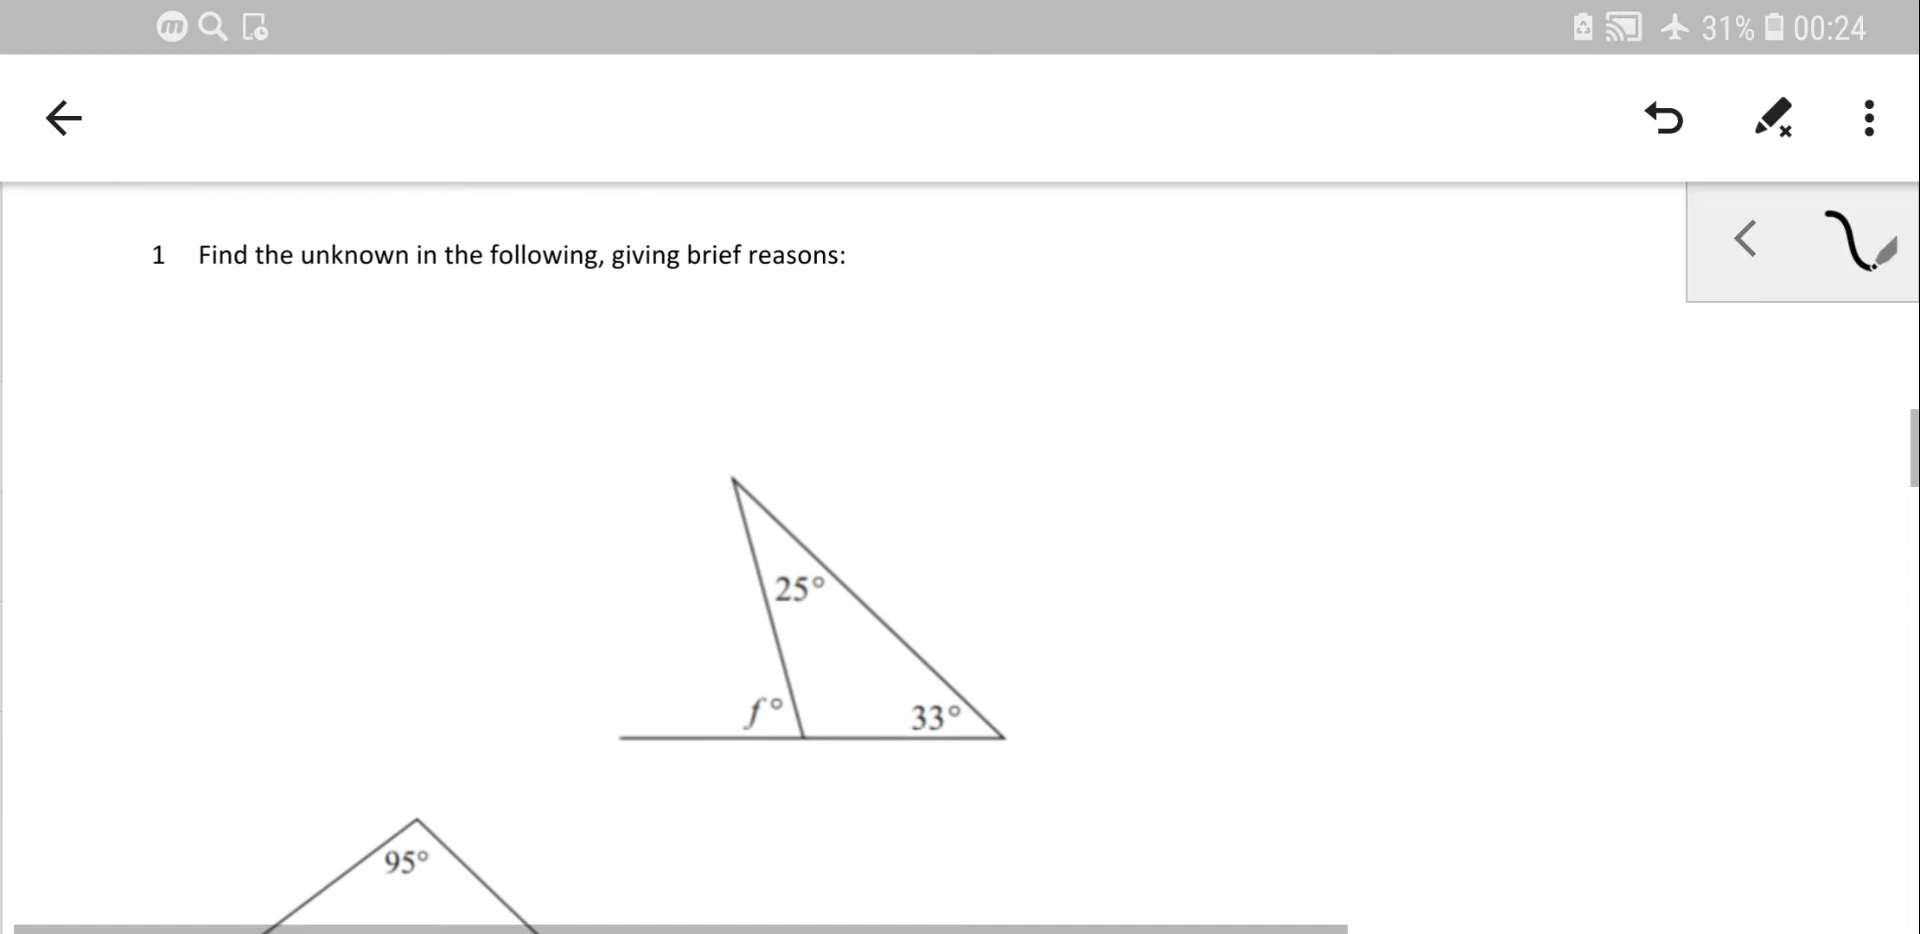 31% 00:24
1 Find the unknown in the following, giving brief reasons:
25°
f° 33°
95°